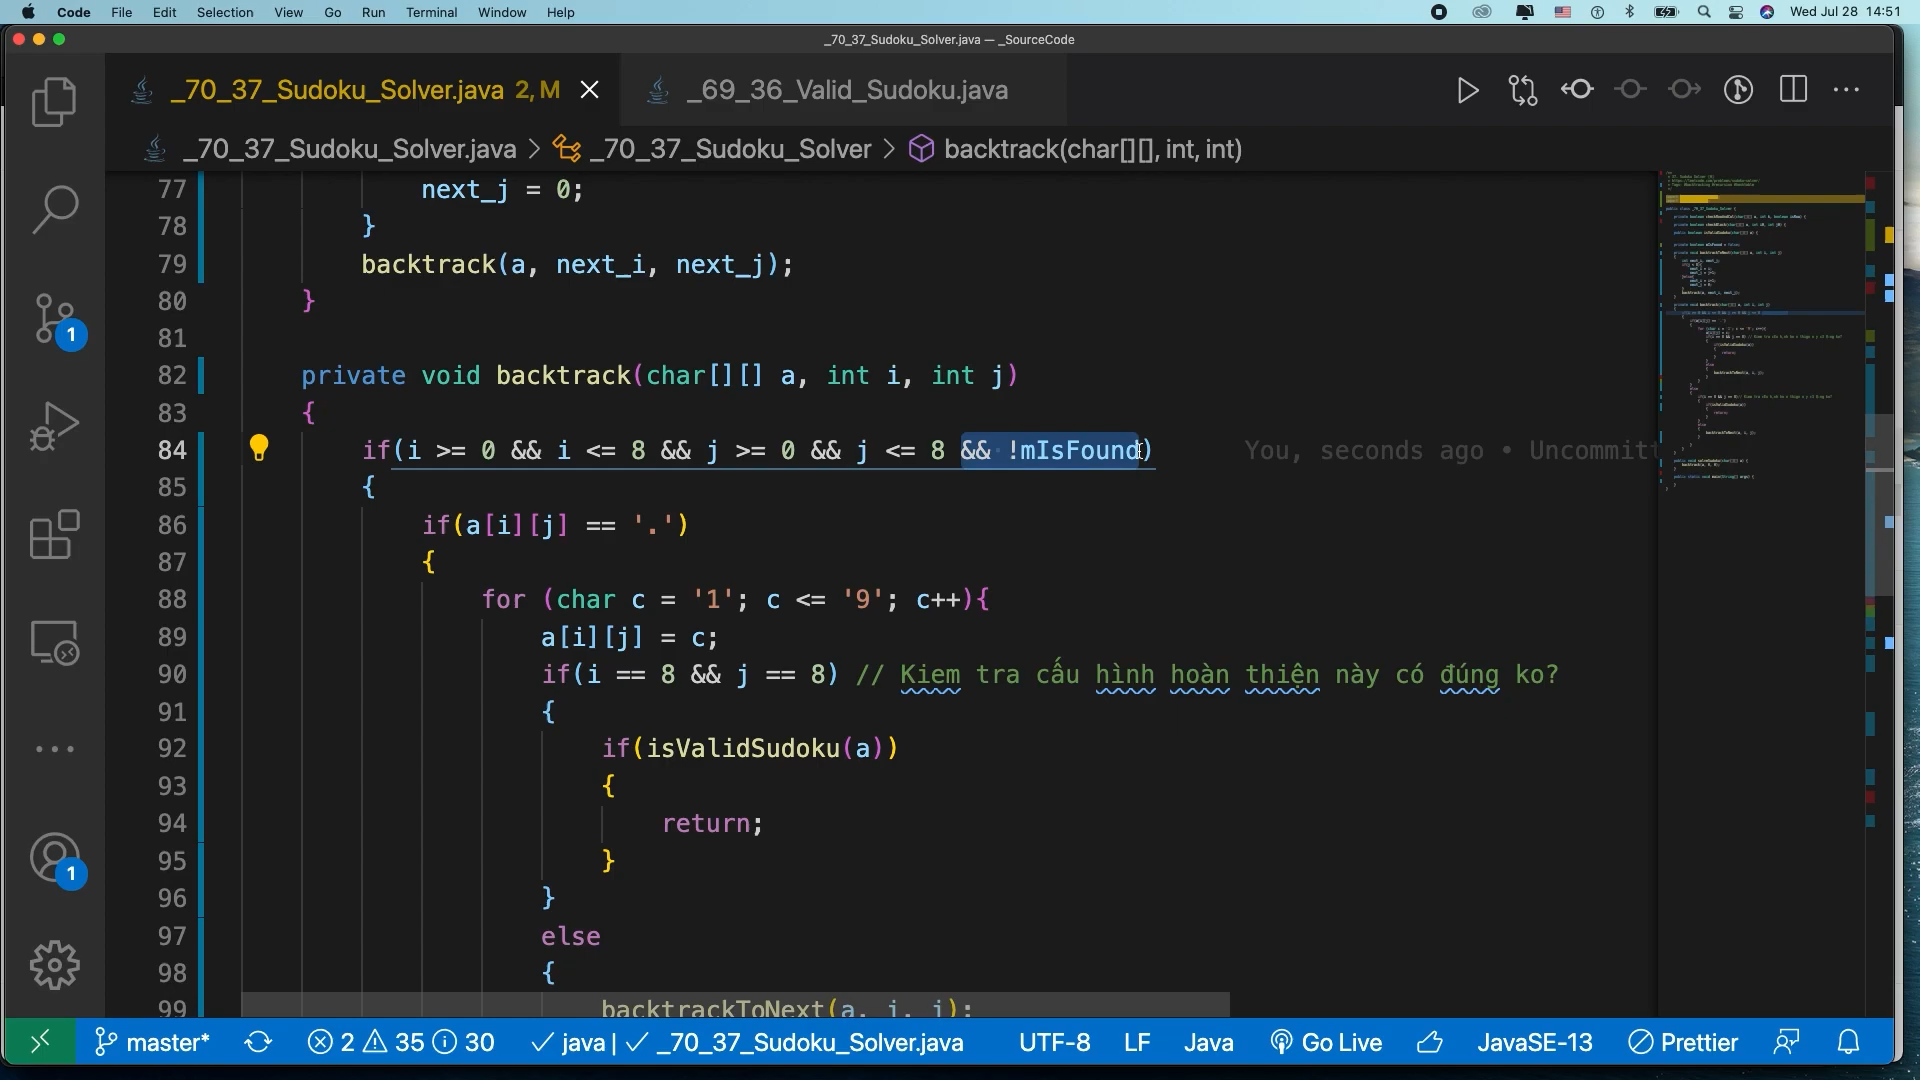 Code File Edit Selection View Go Run Terminal Window Help Wed Jul 28 14:51
_70_37_Sudoku_Solver.java — _SourceCode
_70_37_Sudoku_Solver.java 2, M _69_36_Valid_Sudoku.java
_70_37_Sudoku_Solver.java > _70_37_Sudoku_Solver > backtrack(char[][], int, int)
77 next_j = 0;
78 }
79 backtrack(a, next_i, next_j);
80 }
81
82 private void backtrack(char[][] a, int i, int j)
83 {
84 if(i >= 0 && i <= 8 && j >= 0 && j <= 8 && !mIsFound) You, seconds ago • Uncommitt
85 {
86 if(a[i][j] == '.')
87 {
88 for (char c = '1'; c <= '9'; c++){
89 a[i][j] = c;
90 if(i == 8 && j == 8) // Kiem tra cấu hình hoàn thiện này có đúng ko?
91 {
92 if(isValidSudoku(a))
93 {
94 return;
95 }
96 }
97 else
98 {
99 backtrackToNext(a, i, j);
1
1
master* 2 35 30 java | _70_37_Sudoku_Solver.java UTF-8 LF Java Go Live JavaSE-13 Prettier